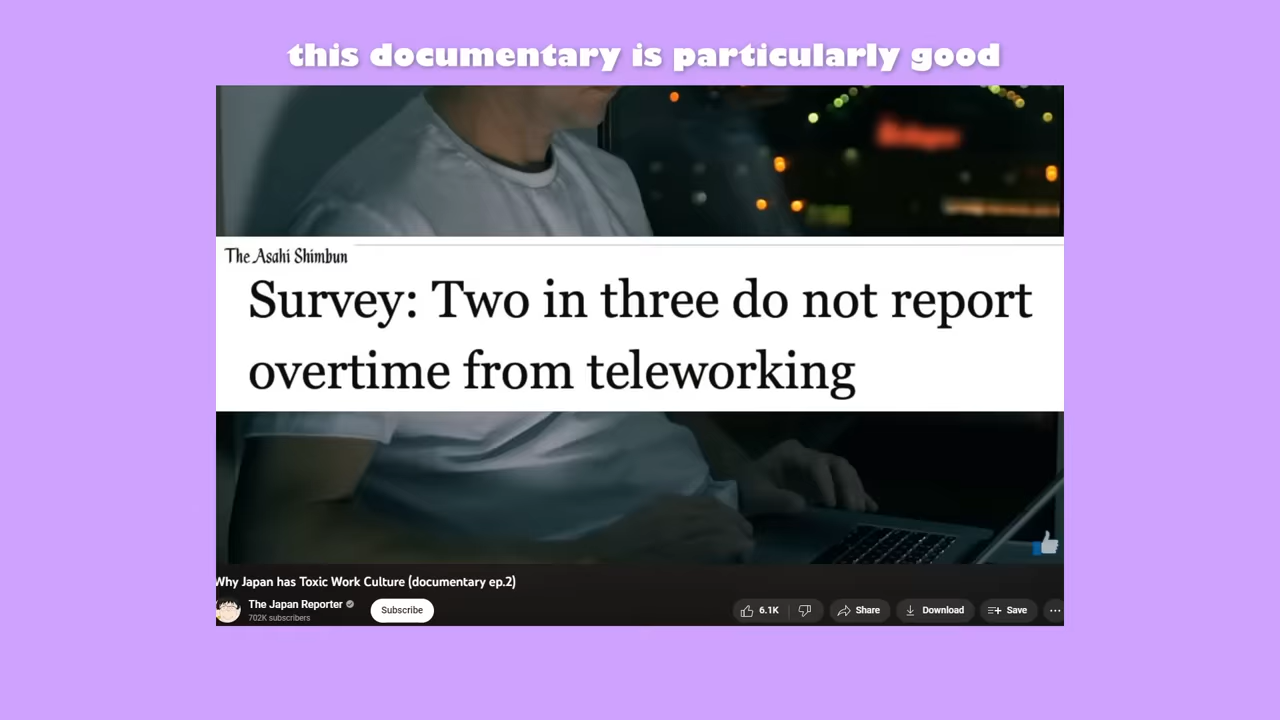 this documentary is particularly good
The Asahi Shimbun
Survey: Two in three do not report
overtime from teleworking
Why Japan has Toxic Work Culture (documentary ep.2)
The Japan Reporter
702K subscribers
Subscribe
6.1K
Share
Download
Save